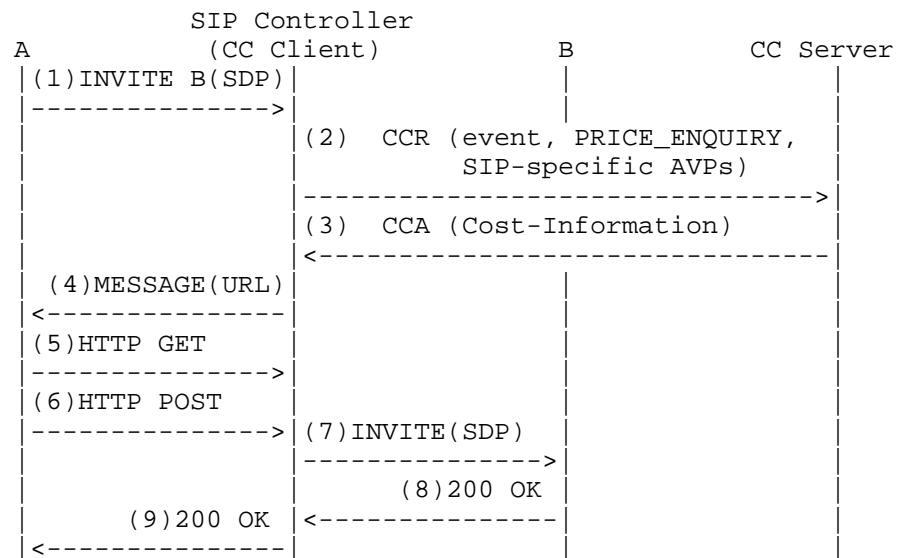 SIP Controller
A (CC Client) B CC Server
(1)INVITE B(SDP)
(2) CCR (event, PRICE_ENQUIRY,
SIP-specific AVPs)
(3) CCA (Cost-Information)
(4)MESSAGE(URL)
(5)HTTP GET
(6)HTTP POST
(7)INVITE(SDP)
(8)200 OK
(9)200 OK